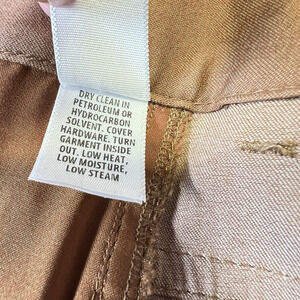 DRY CLEAN IN
PETROLEUM OR
HYDROCARBON
SOLVENT. COVER
HARDWARE. TURN
GARMENT INSIDE
OUT. LOW HEAT,
LOW MOISTURE,
LOW STEAM